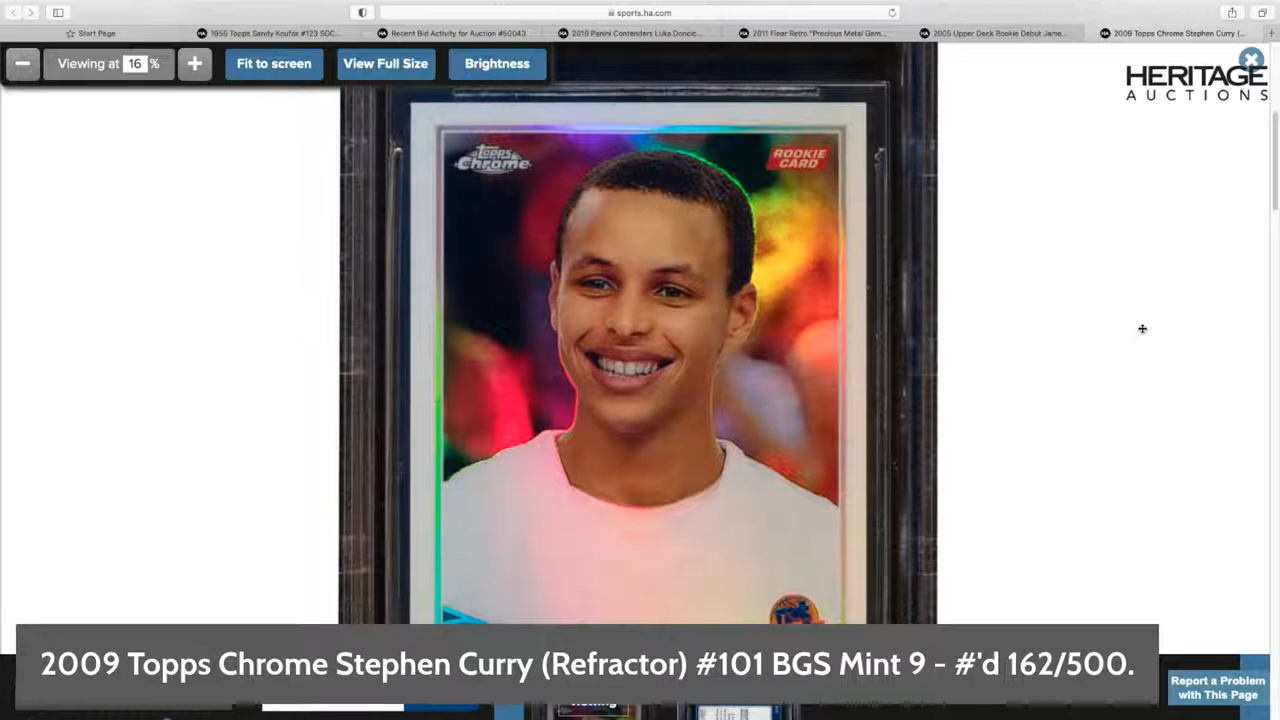 sports.ha.com
Start Page
1955 Topps Sandy Koufax #123 SGC...
Recent Bid Activity for Auction #50043
2018 Panini Contenders Luka Doncic...
2011 Fleer Retro "Precious Metal Gem...
2005 Upper Deck Rookie Debut Jame...
2009 Topps Chrome Stephen Curry (...
Viewing at 16 %
Fit to screen
View Full Size
Brightness
HERITAGE
AUCTIONS
Topps
Chrome
ROOKIE
CARD
2009 Topps Chrome Stephen Curry (Refractor) #101 BGS Mint 9 - #'d 162/500.
Report a Problem
with This Page